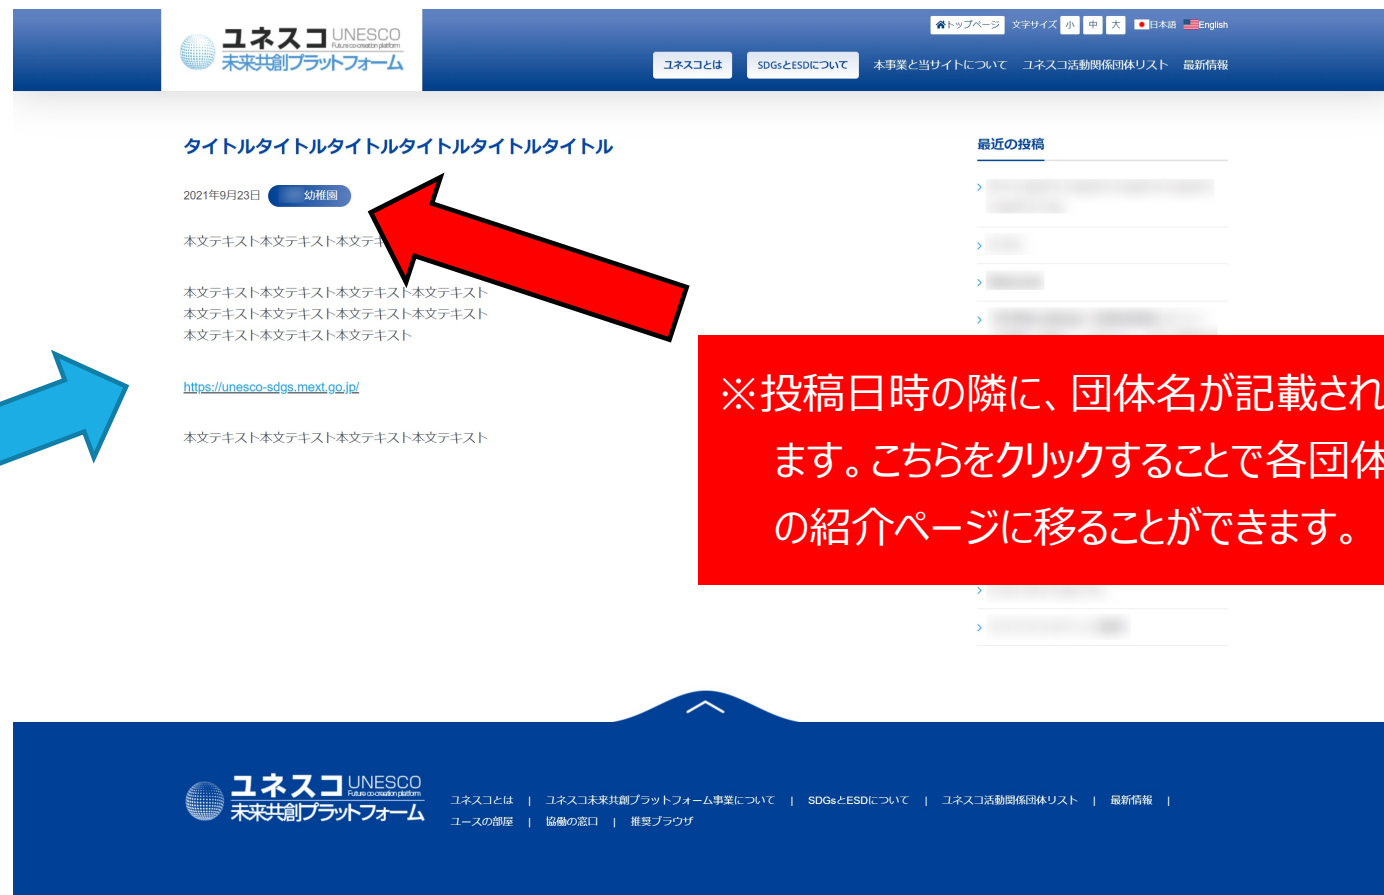 ユネスコ UNESCO
Future co-creation platform
未来共創プラットフォーム
トップページ 文字サイズ 小 中 大 日本語 English
ユネスコとは SDGsとESDについて 本事業と当サイトについて ユネスコ活動関係団体リスト 最新情報
タイトルタイトルタイトルタイトルタイトルタイトル
2021年9月23日 幼稚園
本文テキスト本文テキスト本文テキ
本文テキスト本文テキスト本文テキスト本文テキスト
本文テキスト本文テキスト本文テキスト本文テキスト
本文テキスト本文テキスト本文テキスト
https://unesco-sdgs.mext.go.jp/
本文テキスト本文テキスト本文テキスト本文テキスト
最近の投稿
※投稿日時の隣に、団体名が記載され
ます。こちらをクリックすることで各団体
の紹介ページに移ることができます。
ユネスコ UNESCO
Future co-creation platform
未来共創プラットフォーム
ユネスコとは | ユネスコ未来共創プラットフォーム事業について | SDGsとESDについて | ユネスコ活動関係団体リスト | 最新情報 |
ユースの部屋 | 協働の窓口 | 推奨ブラウザ